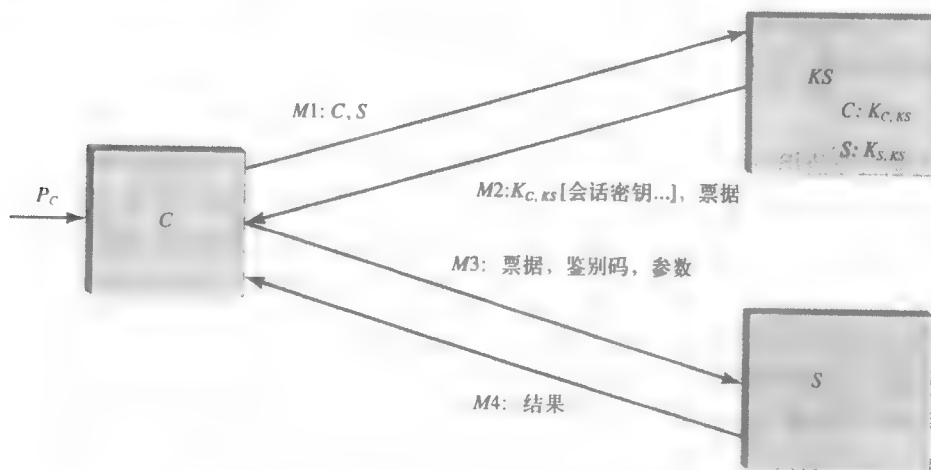 KS
C: K_{C,KS}
S: K_{S,KS}
M1: C, S
M2:K_{C,KS}[会话密钥...], 票据
P_C
C
M3: 票据, 鉴别码, 参数
S
M4: 结果